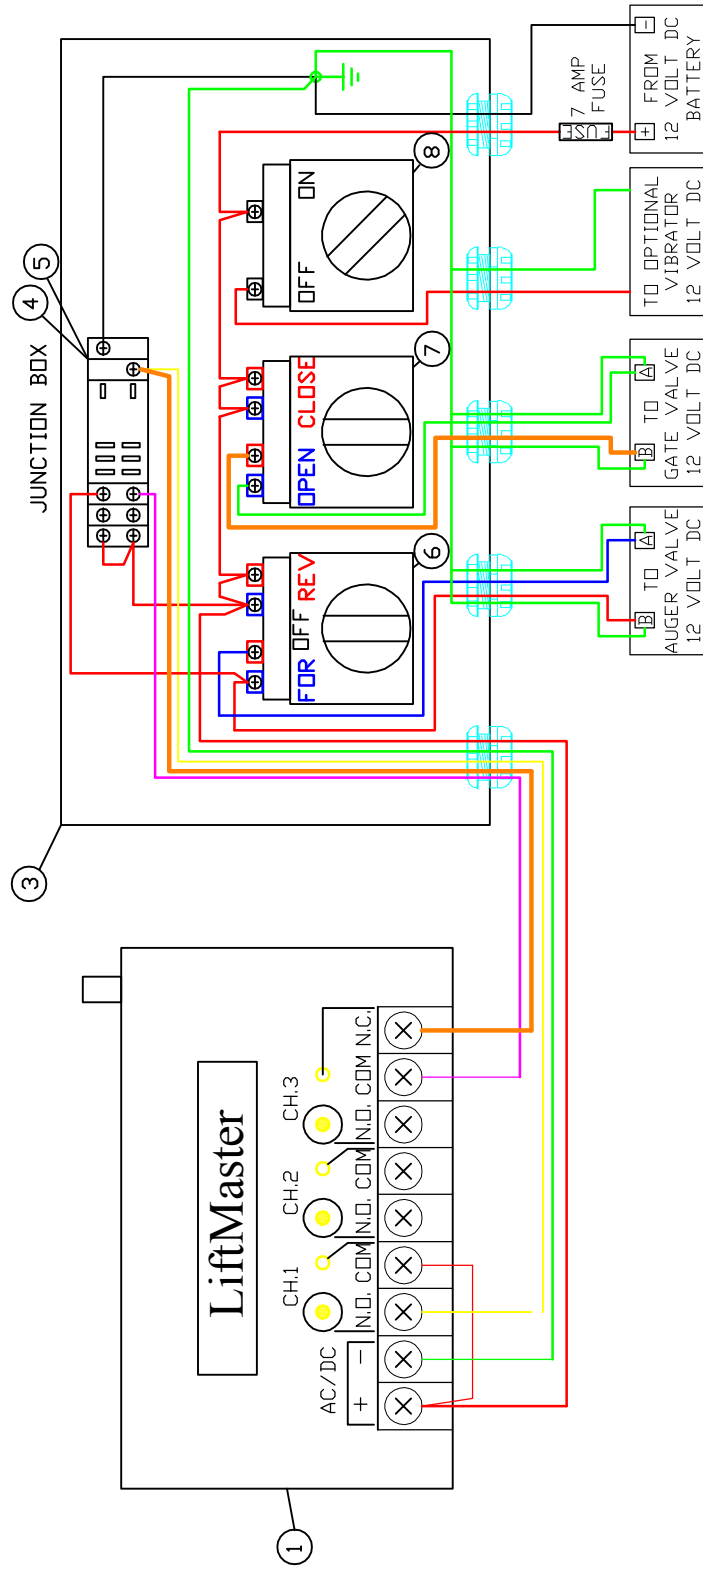 JUNCTION BOX
3
4
5
OFF ON
8
OPEN CLOSE
7
FOR OFF REV
6
7 AMP
FUSE
FUSE
+ -
FROM
12 VOLT DC
BATTERY
TO OPTIONAL
VIBRATOR
12 VOLT DC
B A
TO
GATE VALVE
12 VOLT DC
B A
TO
AUGER VALVE
12 VOLT DC
LiftMaster
CH.1 CH.2 CH.3
AC/DC
+ -
N.O. COM N.O. COM N.O. COM N.C.
1